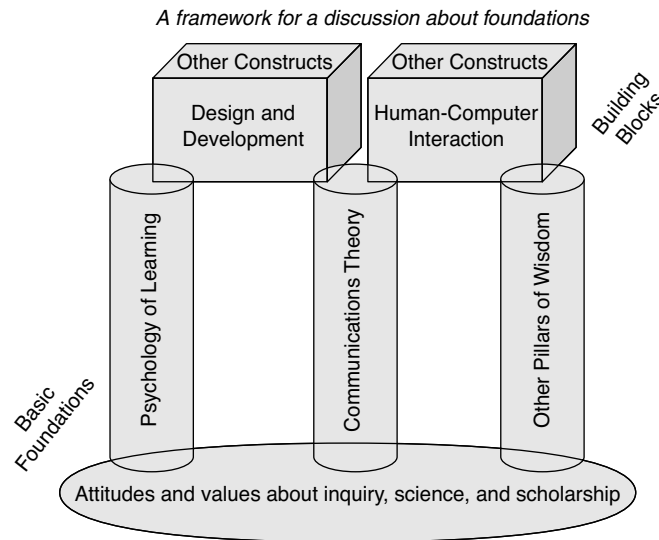 A framework for a discussion about foundations
Other Constructs
Other Constructs
Design and
Development
Human-Computer
Interaction
Building
Blocks
Psychology of Learning
Communications Theory
Other Pillars of Wisdom
Basic
Foundations
Attitudes and values about inquiry, science, and scholarship